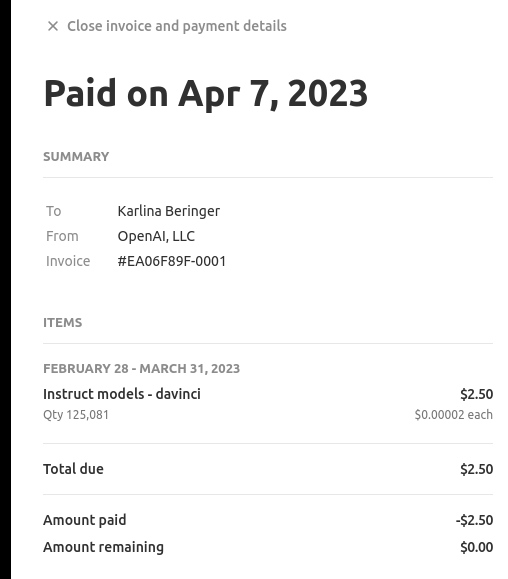 × Close invoice and payment details
Paid on Apr 7, 2023
SUMMARY
To Karlina Beringer
From OpenAI, LLC
Invoice #EA06F89F-0001
ITEMS
FEBRUARY 28 - MARCH 31, 2023
Instruct models - davinci $2.50
Qty 125,081 $0.00002 each
Total due $2.50
Amount paid -$2.50
Amount remaining $0.00